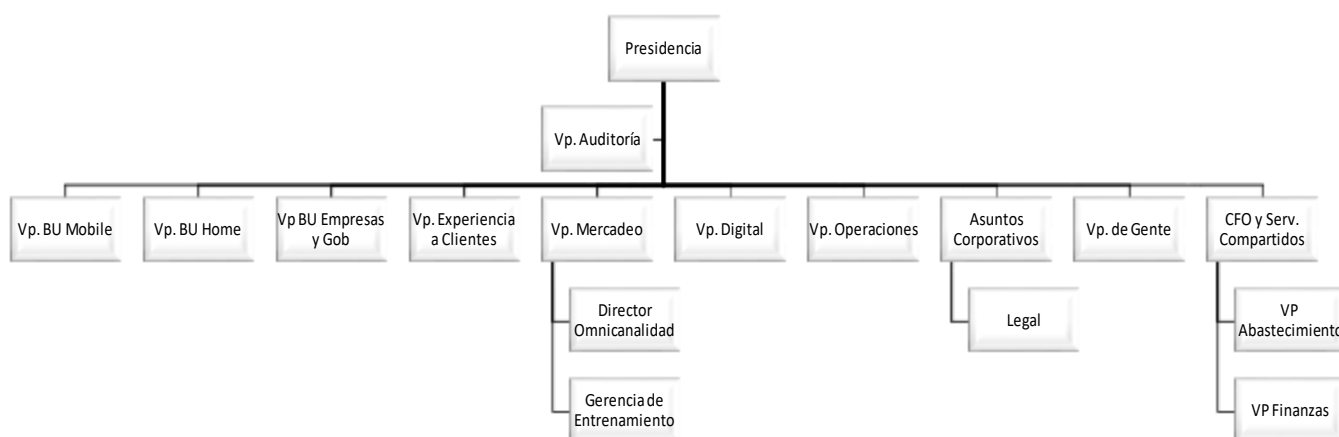 Presidencia
Vp. Auditoría
Vp. BU Mobile
Vp. BU Home
Vp BU Empresas
y Gob
Vp. Experiencia
a Clientes
Vp. Mercadeo
Vp. Digital
Vp. Operaciones
Asuntos
Corporativos
Vp. de Gente
CFO y Serv.
Compartidos
Director
Omnicanalidad
Legal
VP
Abastecimiento
Gerencia de
Entrenamiento
VP Finanzas